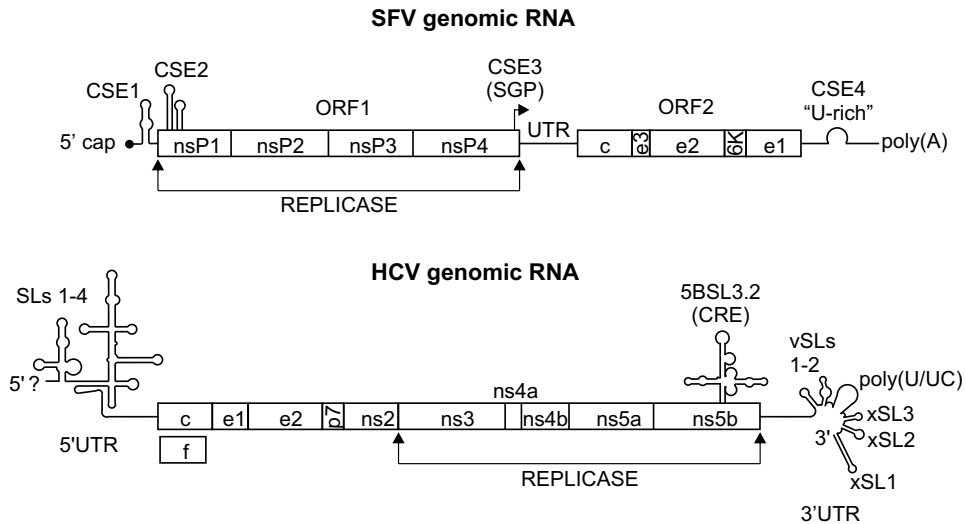 SFV genomic RNA
CSE1
CSE2
CSE3
(SGP)
CSE4
“U-rich”
ORF1
UTR
ORF2
5’ cap
nsP1
nsP2
nsP3
nsP4
c
e3
e2
6K
e1
poly(A)
REPLICASE
HCV genomic RNA
SLs 1-4
5BSL3.2
(CRE)
vSLs
1-2
poly(U/UC)
5'?
ns4a
xSL3
xSL2
3'
xSL1
c
e1
e2
p7
ns2
ns3
ns4b
ns5a
ns5b
5'UTR
f
REPLICASE
3’UTR